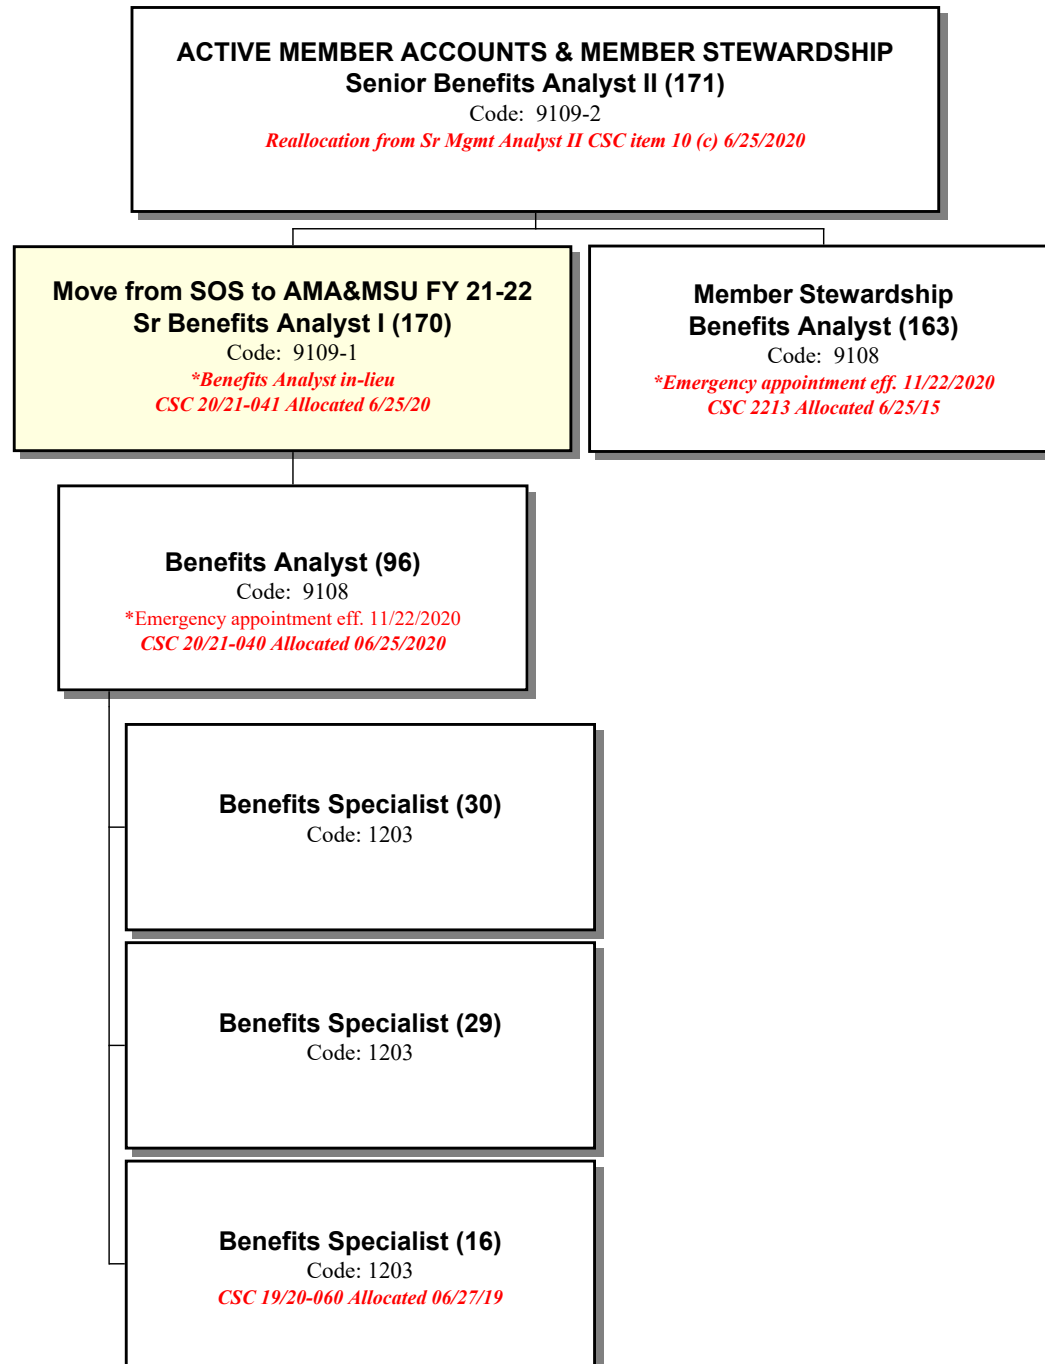 ACTIVE MEMBER ACCOUNTS & MEMBER STEWARDSHIP
Senior Benefits Analyst II (171)
Code: 9109-2
Reallocation from Sr Mgmt Analyst II CSC item 10 (c) 6/25/2020
Move from SOS to AMA&MSU FY 21-22
Sr Benefits Analyst I (170)
Code: 9109-1
*Benefits Analyst in-lieu
CSC 20/21-041 Allocated 6/25/20
Member Stewardship
Benefits Analyst (163)
Code: 9108
*Emergency appointment eff. 11/22/2020
CSC 2213 Allocated 6/25/15
Benefits Analyst (96)
Code: 9108
*Emergency appointment eff. 11/22/2020
CSC 20/21-040 Allocated 06/25/2020
Benefits Specialist (30)
Code: 1203
Benefits Specialist (29)
Code: 1203
Benefits Specialist (16)
Code: 1203
CSC 19/20-060 Allocated 06/27/19